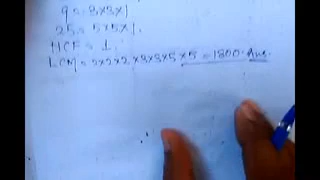 9 = 3×3×1
25 = 5×5×1.
HCF = 1.
LCM = 2×2×2×3×3×5×5 = 1800. Ans.